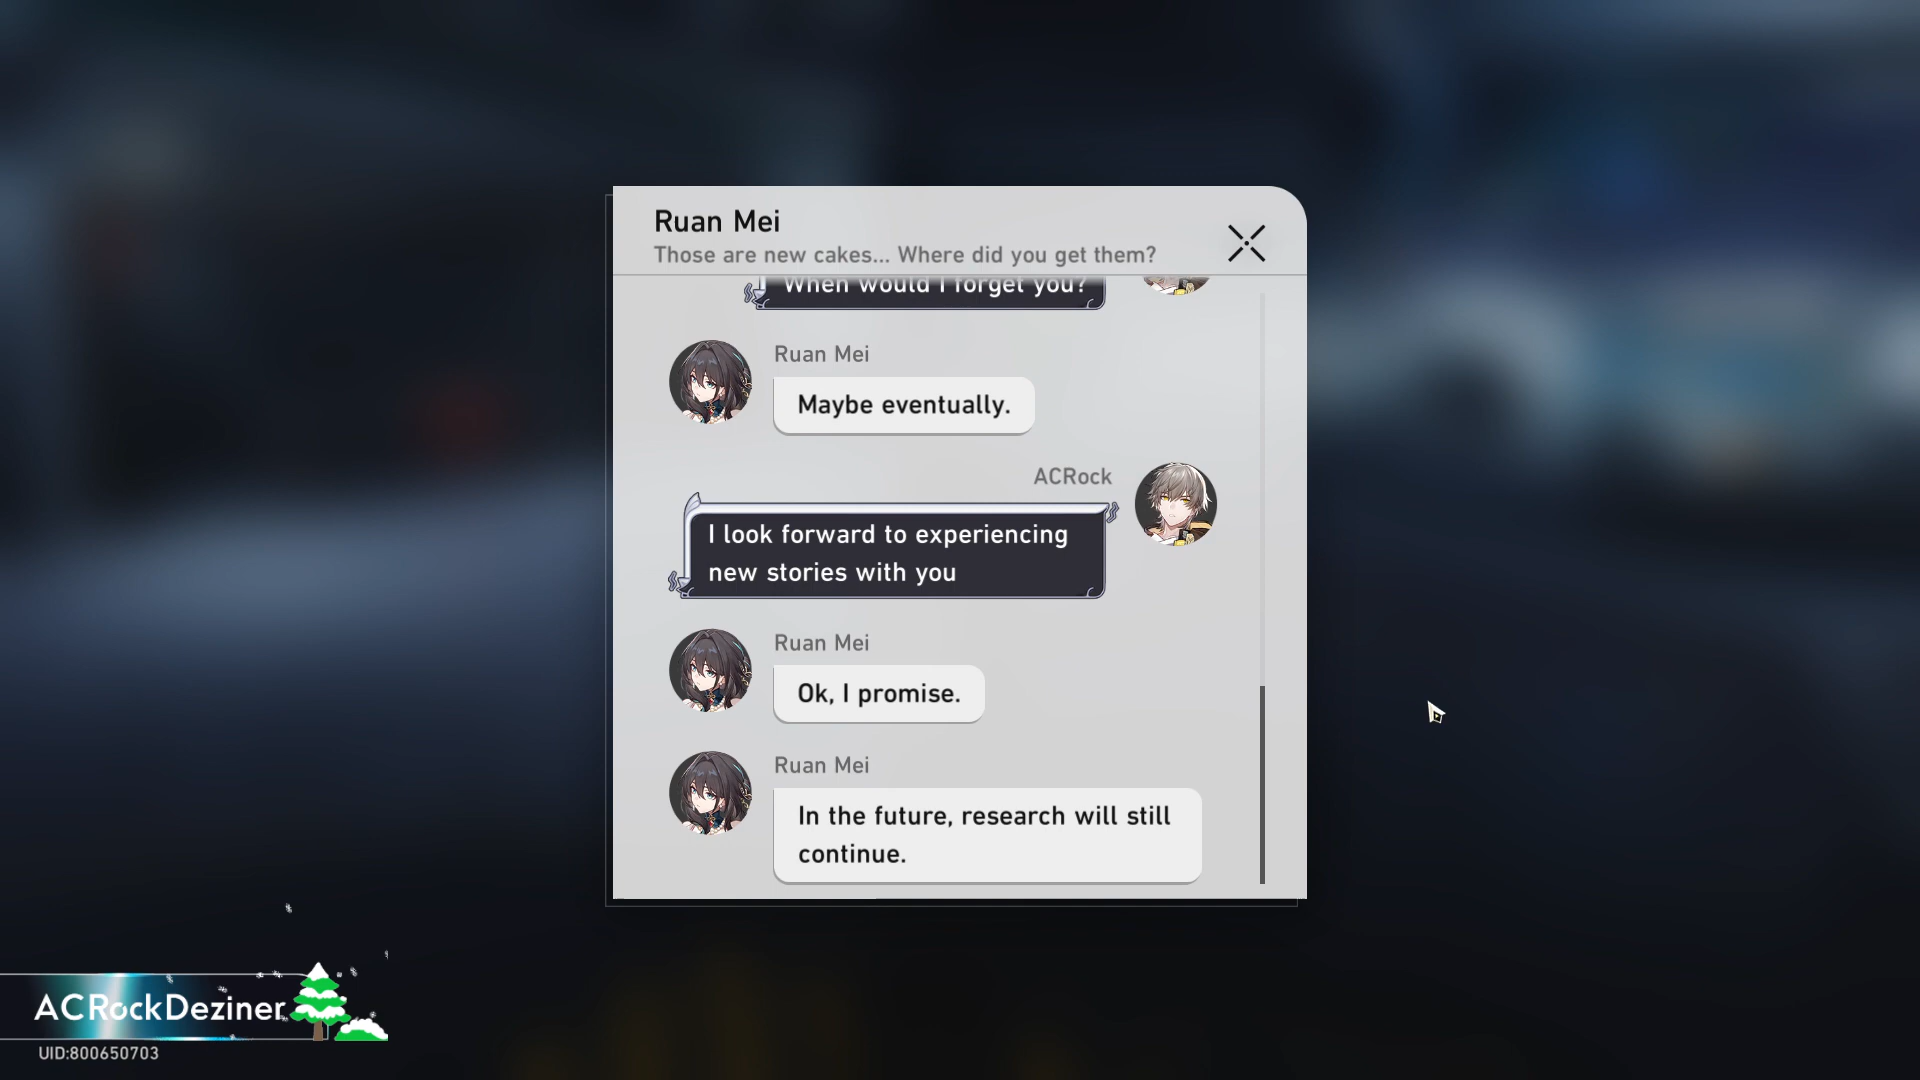 Ruan Mei
Those are new cakes... Where did you get them?
When would I forget you?
Ruan Mei
Maybe eventually.
ACRock
I look forward to experiencing
new stories with you
Ruan Mei
Ok, I promise.
Ruan Mei
In the future, research will still
continue.
ACRockDeziner
UID:800650703